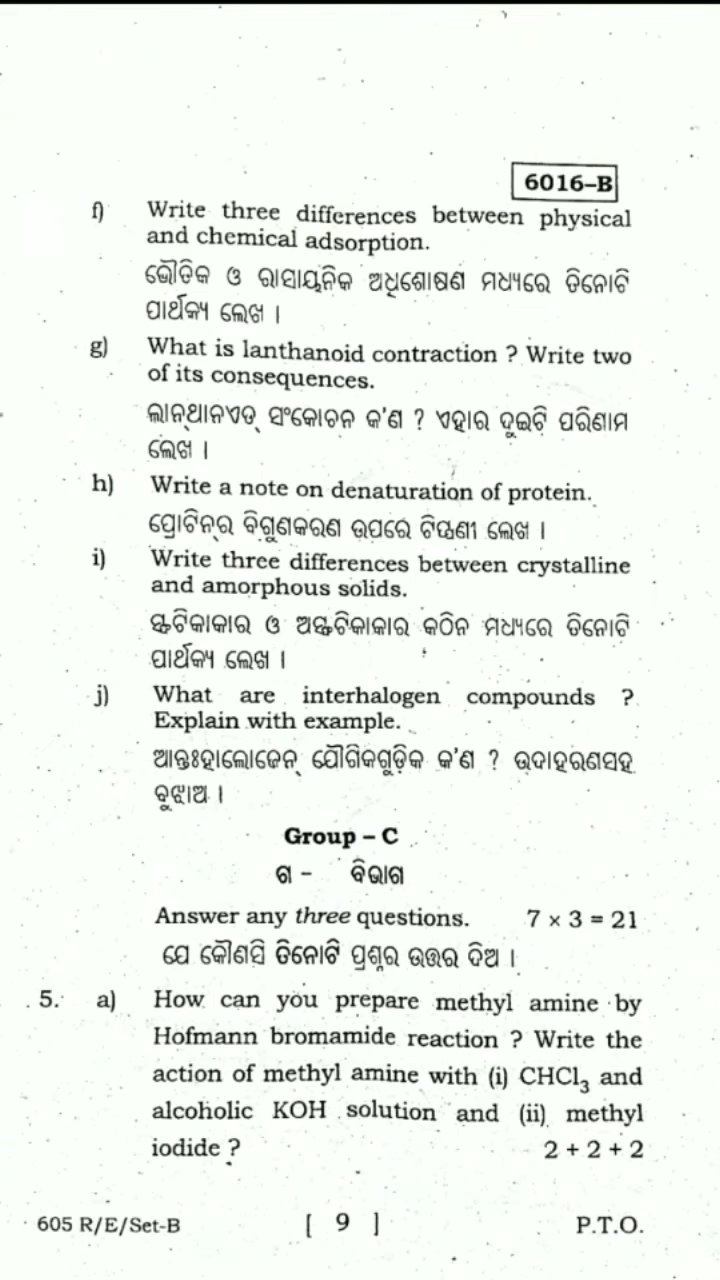 6016–B
f) Write three differences between physical
and chemical adsorption.
ଭୌତିକ ଓ ରାସାୟନିକ ଅଧିଶୋଷଣ ମଧ୍ୟରେ ତିନୋଟି
ପାର୍ଥକ୍ୟ ଲେଖ ।
g) What is lanthanoid contraction ? Write two
of its consequences.
ଲାନ୍‌ଥାନଏଡ୍ ସଂକୋଚନ କ'ଣ ? ଏହାର ଦୁଇଟି ପରିଣାମ
ଲେଖ ।
h) Write a note on denaturation of protein.
ପ୍ରୋଟିନ୍‌ର ବିଗୁଣକରଣ ଉପରେ ଟିପ୍ପଣୀ ଲେଖ ।
i) Write three differences between crystalline
and amorphous solids.
ସ୍ଫଟିକାକାର ଓ ଅସ୍ଫଟିକାକାର କଠିନ ମଧ୍ୟରେ ତିନୋଟି
ପାର୍ଥକ୍ୟ ଲେଖ ।
j) What are interhalogen compounds ?
Explain with example.
ଆନ୍ତଃହାଲୋଜେନ୍ ଯୌଗିକଗୁଡ଼ିକ କ'ଣ ? ଉଦାହରଣସହ
ବୁଝାଅ ।
Group – C
ଗ – ବିଭାଗ
Answer any three questions. 7 × 3 = 21
ଯେ କୌଣସି ତିନୋଟି ପ୍ରଶ୍ନର ଉତ୍ତର ଦିଅ ।
5. a) How can you prepare methyl amine by
Hofmann bromamide reaction ? Write the
action of methyl amine with (i) CHCl₃ and
alcoholic KOH solution and (ii) methyl
iodide ? 2 + 2 + 2
605 R/E/Set-B [ 9 ] P.T.O.